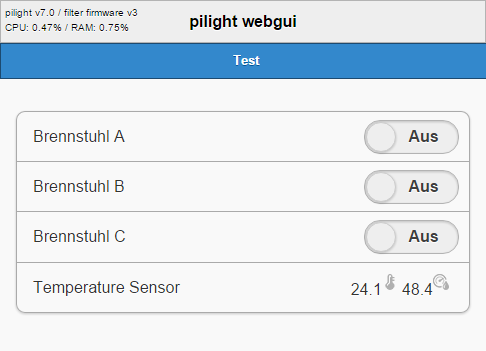 pilight v7.0 / filter firmware v3
CPU: 0.47% / RAM: 0.75%
pilight webgui
Test
Brennstuhl A Aus
Brennstuhl B Aus
Brennstuhl C Aus
Temperature Sensor 24.1 48.4